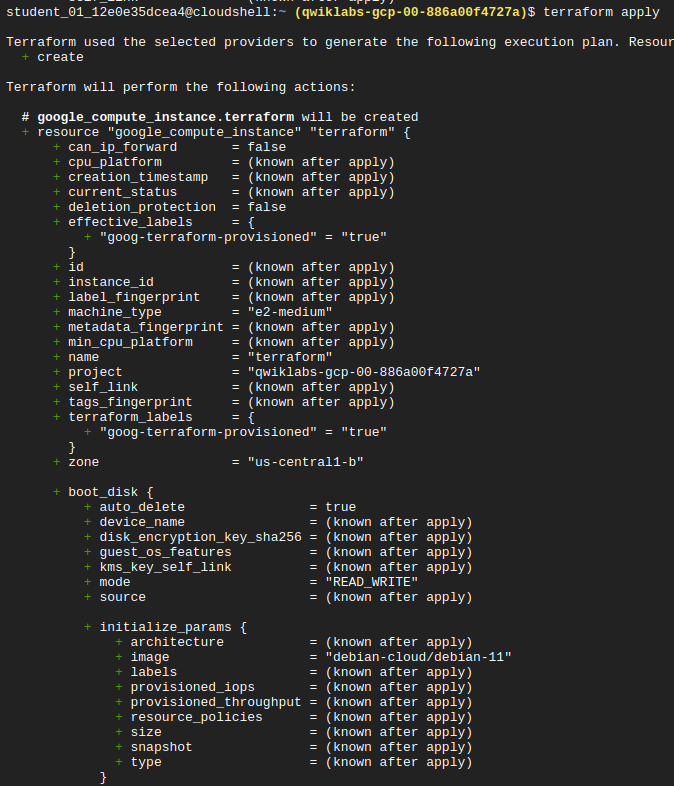 student_01_12e0e35dcea4@cloudshell:~ (qwiklabs-gcp-00-886a00f4727a)$ terraform apply
Terraform used the selected providers to generate the following execution plan. Resour
+ create
Terraform will perform the following actions:
# google_compute_instance.terraform will be created
+ resource "google_compute_instance" "terraform" {
+ can_ip_forward = false
+ cpu_platform = (known after apply)
+ creation_timestamp = (known after apply)
+ current_status = (known after apply)
+ deletion_protection = false
+ effective_labels = {
+ "goog-terraform-provisioned" = "true"
}
+ id = (known after apply)
+ instance_id = (known after apply)
+ label_fingerprint = (known after apply)
+ machine_type = "e2-medium"
+ metadata_fingerprint = (known after apply)
+ min_cpu_platform = (known after apply)
+ name = "terraform"
+ project = "qwiklabs-gcp-00-886a00f4727a"
+ self_link = (known after apply)
+ tags_fingerprint = (known after apply)
+ terraform_labels = {
+ "goog-terraform-provisioned" = "true"
}
+ zone = "us-central1-b"
+ boot_disk {
+ auto_delete = true
+ device_name = (known after apply)
+ disk_encryption_key_sha256 = (known after apply)
+ guest_os_features = (known after apply)
+ kms_key_self_link = (known after apply)
+ mode = "READ_WRITE"
+ source = (known after apply)
+ initialize_params {
+ architecture = (known after apply)
+ image = "debian-cloud/debian-11"
+ labels = (known after apply)
+ provisioned_iops = (known after apply)
+ provisioned_throughput = (known after apply)
+ resource_policies = (known after apply)
+ size = (known after apply)
+ snapshot = (known after apply)
+ type = (known after apply)
}